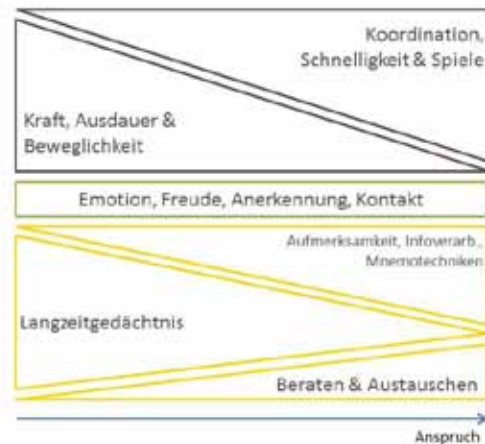 Koordination,
Schnelligkeit & Spiele
Kraft, Ausdauer &
Beweglichkeit
Emotion, Freude, Anerkennung, Kontakt
Aufmerksamkeit, Infoverarb.,
Mnemotechniken
Langzeitgedächtnis
Beraten & Austauschen
Anspruch